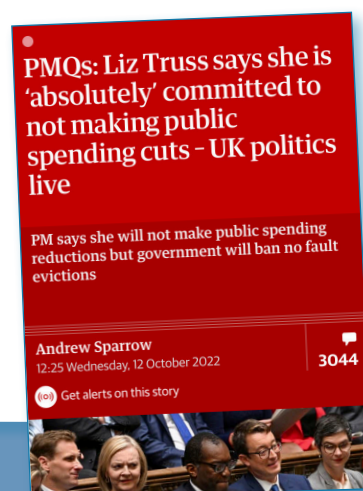 PMQs: Liz Truss says she is
‘absolutely’ committed to
not making public
spending cuts – UK politics
live
PM says she will not make public spending
reductions but government will ban no fault
evictions
Andrew Sparrow
12:25 Wednesday, 12 October 2022
3044
Get alerts on this story